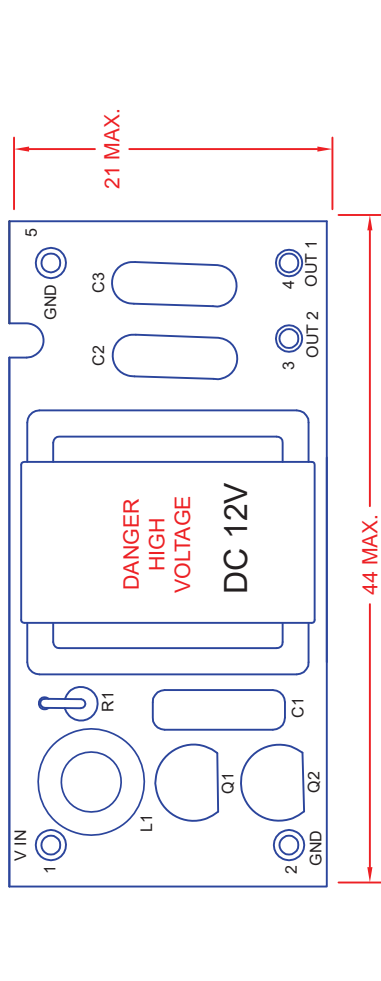 21 MAX.
V IN
1
L1
R1
Q1
Q2
C1
2
GND
DANGER
HIGH
VOLTAGE
DC 12V
C2
C3
GND
5
3
OUT 2
4
OUT 1
44 MAX.